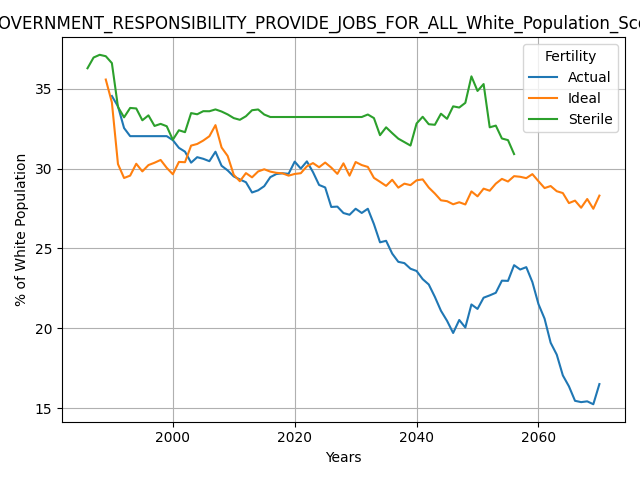 OVERNMENT_RESPONSIBILITY_PROVIDE_JOBS_FOR_ALL_White_Population_Sc
Fertility
Actual
Ideal
Sterile
35
30
25
20
15
% of White Population
2000
2020
2040
2060
Years